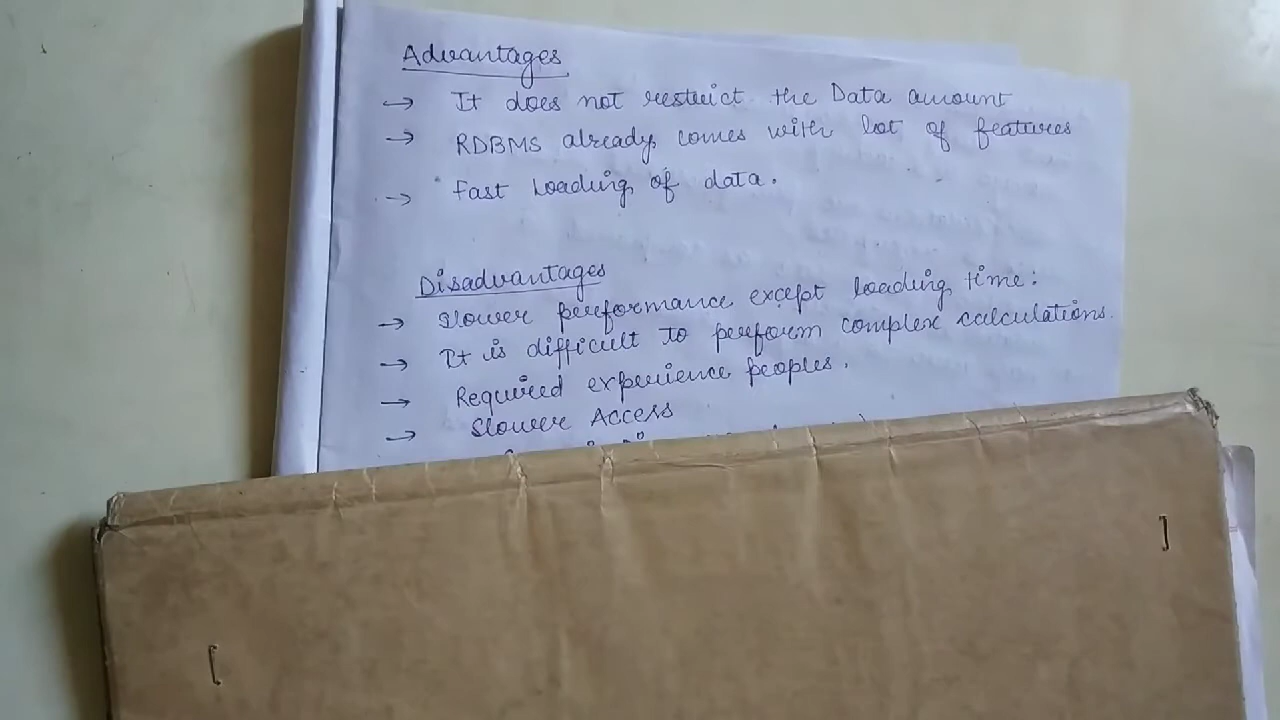 Advantages
→ It does not restrict the Data amount
→ RDBMS already comes with lot of features
→ Fast Loading of data.
Disadvantages
→ Slower performance except loading time:
→ It is difficult to perform complex calculations.
→ Required experience peoples.
→ Slower Access